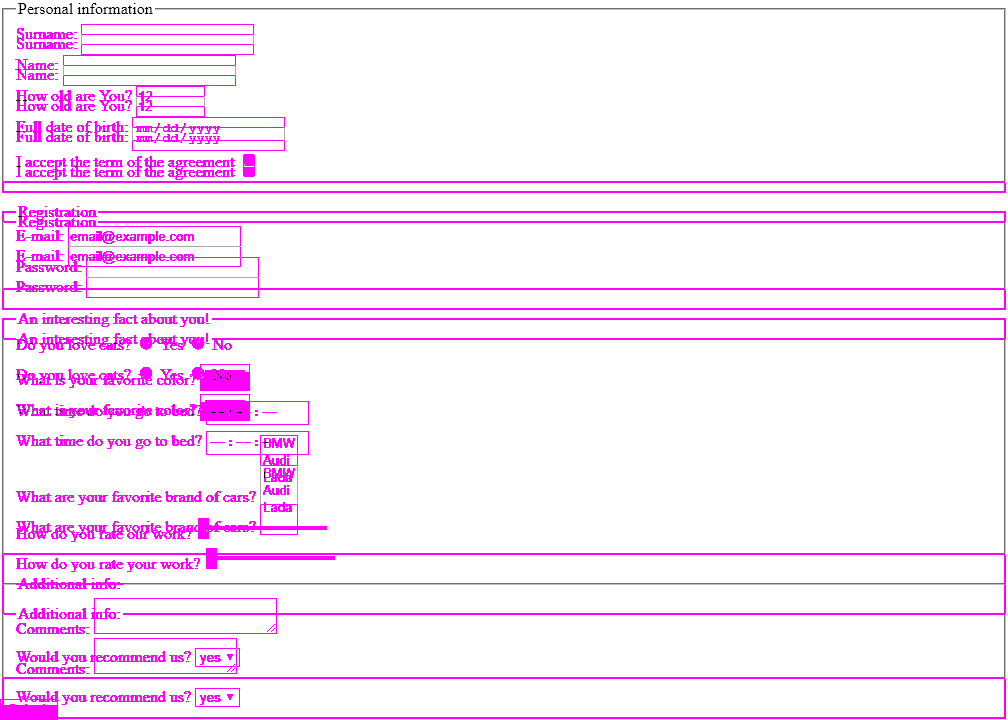 Personal information
Surname:
Surname:
Name:
Name:
How old are You? 12
How old are You? 12
Full date of birth: mm/dd/yyyy
Full date of birth: mm/dd/yyyy
I accept the term of the agreement
I accept the term of the agreement
Registration
Registration
E-mail: email@example.com
E-mail: email@example.com
Password:
Password:
An interesting fact about you!
An interesting fact about you!
Do you love cats? Yes No
Do you love cats? Yes No
What is your favorite color?
What is your favorite color?
What time do you go to bed? --:-- --
What time do you go to bed? --:-- --
BMW
Audi
Lada
BMW
Audi
Lada
What are your favorite brand of cars?
What are your favorite brand of cars?
How do you rate our work?
How do you rate your work?
Additional info:
Additional info:
Comments:
Would you recommend us? yes
Comments:
Would you recommend us? yes